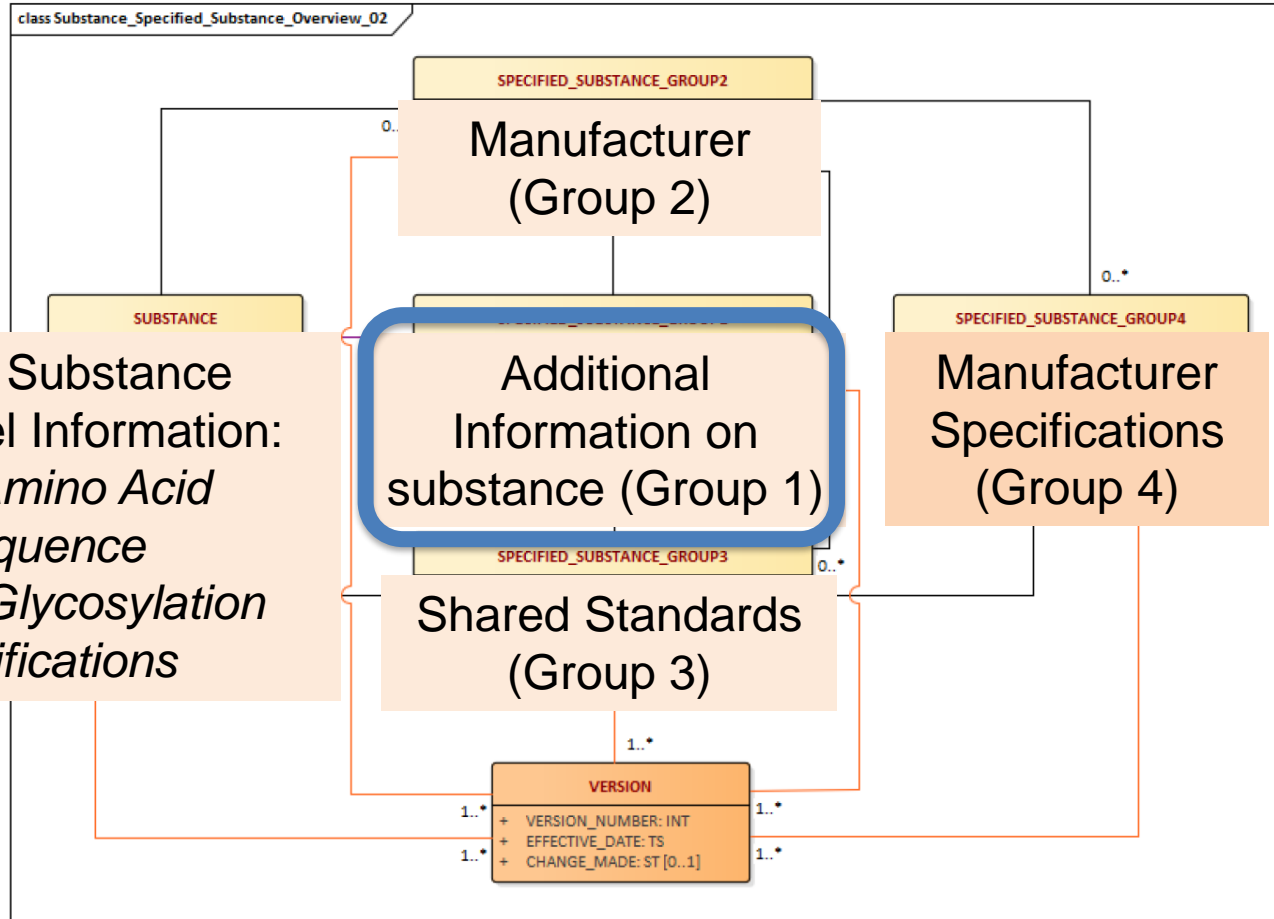 class Substance_Specified_Substance_Overview_02
SPECIFIED_SUBSTANCE_GROUP2
0..
Manufacturer
(Group 2)
0..*
SUBSTANCE
SPECIFIED_SUBSTANCE_GROUP4
Substance
el Information:
mino Acid
quence
Glycosylation
ifications
Additional
Information on
substance (Group 1)
Manufacturer
Specifications
(Group 4)
SPECIFIED_SUBSTANCE_GROUP3
0..*
Shared Standards
(Group 3)
1..*
VERSION
1..*
1..*
+ VERSION_NUMBER: INT
+ EFFECTIVE_DATE: TS
+ CHANGE_MADE: ST [0..1]
1..*
1..*